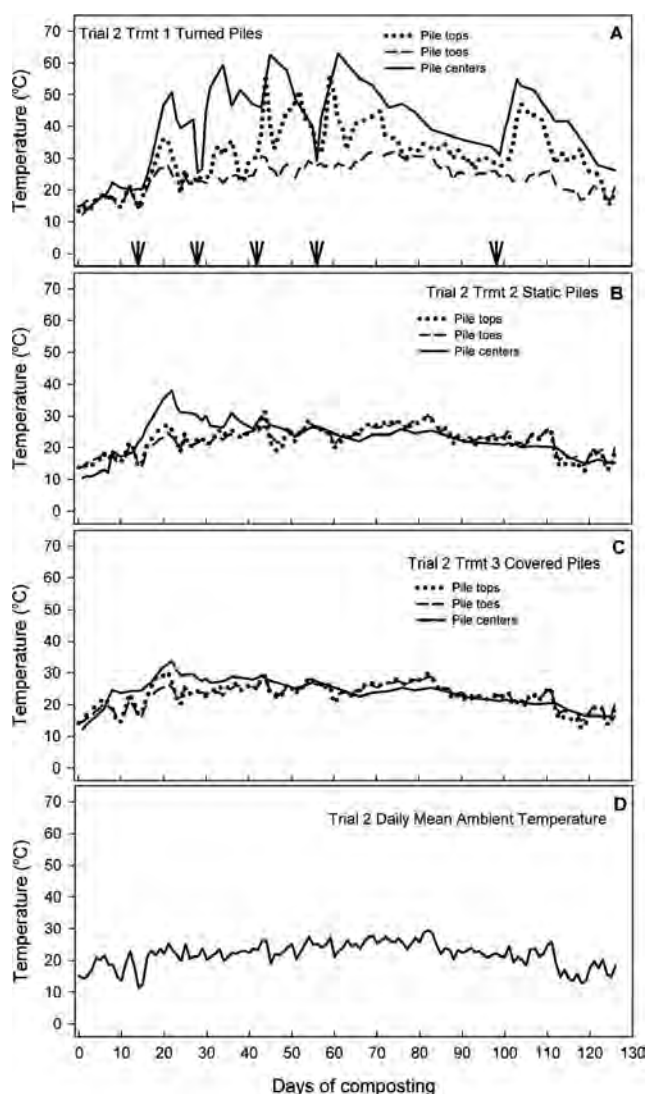 Trial 2 Trmt 1 Turned Piles
A
Pile tops
Pile toes
Pile centers
Temperature (°C)
70
60
50
40
30
20
10
0
Trial 2 Trmt 2 Static Piles
B
Pile tops
Pile toes
Pile centers
Temperature (°C)
70
60
50
40
30
20
10
0
C
Trial 2 Trmt 3 Covered Piles
Pile tops
Pile toes
Pile centers
Temperature (°C)
70
60
50
40
30
20
10
0
D
Trial 2 Daily Mean Ambient Temperature
Temperature (°C)
70
60
50
40
30
20
10
0
0 10 20 30 40 50 60 70 80 90 100 110 120 130
Days of composting